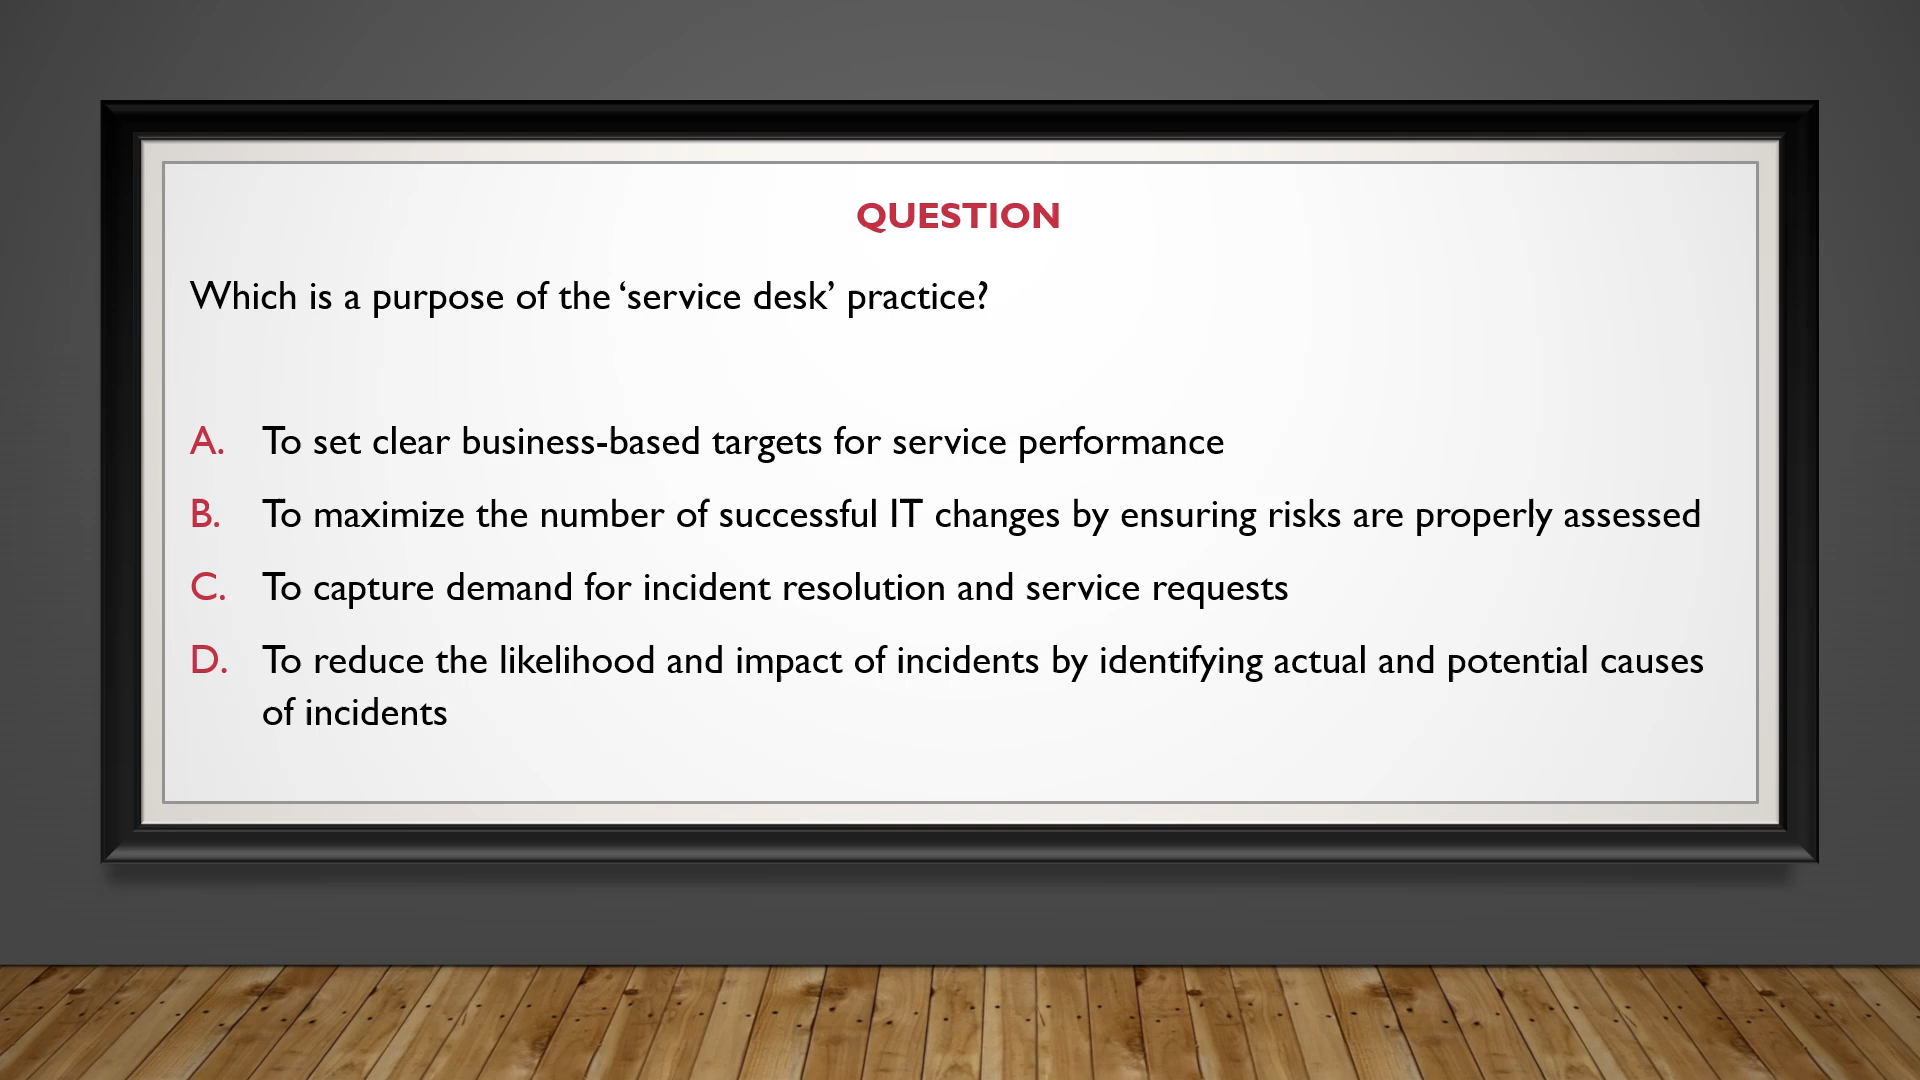 QUESTION
Which is a purpose of the ‘service desk’ practice?
A. To set clear business-based targets for service performance
B. To maximize the number of successful IT changes by ensuring risks are properly assessed
C. To capture demand for incident resolution and service requests
D. To reduce the likelihood and impact of incidents by identifying actual and potential causes
of incidents